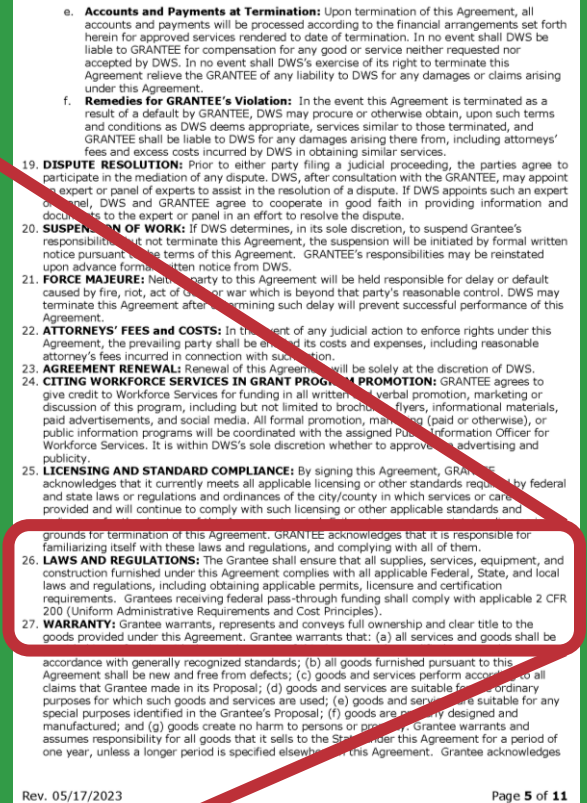 e. Accounts and Payments at Termination: Upon termination of this Agreement, all
accounts and payments will be processed according to the financial arrangements set forth
herein for approved services rendered to date of termination. In no event shall DWS be
liable to GRANTEE for compensation for any good or service neither requested nor
accepted by DWS. In no event shall DWS's exercise of its right to terminate this
Agreement relieve the GRANTEE of any liability to DWS for any damages or claims arising
under this Agreement.
f. Remedies for GRANTEE's Violation: In the event this Agreement is terminated as a
result of a default by GRANTEE, DWS may procure or otherwise obtain, upon such terms
and conditions as DWS deems appropriate, services similar to those terminated, and
GRANTEE shall be liable to DWS for any damages arising there from, including attorneys'
fees and excess costs incurred by DWS in obtaining similar services.
19. DISPUTE RESOLUTION: Prior to either party filing a judicial proceeding, the parties agree to
participate in the mediation of any dispute. DWS, after consultation with the GRANTEE, may appoint
expert or panel of experts to assist in the resolution of a dispute. If DWS appoints such an expert
DWS and GRANTEE agree to cooperate in good faith in providing information and
to the expert or panel in an effort to resolve the dispute.
20. OF WORK: If DWS determines, in its sole discretion, to suspend Grantee's
but not terminate this Agreement, the suspension will be initiated by formal written
notice pursuant terms of this Agreement. GRANTEE's responsibilities may be reinstated
upon advance notice from DWS.
21. FORCE MAJEURE: party to this Agreement will be held responsible for delay or default
caused by fire, riot, act of or war which is beyond that party's reasonable control. DWS may
terminate this Agreement after such delay will prevent successful performance of this
Agreement.
22. ATTORNEYS' FEES and COSTS: In of any judicial action to enforce rights under this
Agreement, the prevailing party shall be its costs and expenses, including reasonable
attorney's fees incurred in connection with
23. AGREEMENT RENEWAL: Renewal of this will be solely at the discretion of DWS.
24. CITING WORKFORCE SERVICES IN GRANT PROMOTION: GRANTEE agrees to
give credit to Workforce Services for funding in all written verbal promotion, marketing or
discussion of this program, including but not limited to flyers, informational materials,
paid advertisements, and social media. All formal promotion, (paid or otherwise), or
public information programs will be coordinated with the assigned Information Officer for
Workforce Services. It is within DWS's sole discretion whether to approve advertising and
publicity.
25. LICENSING AND STANDARD COMPLIANCE: By signing this Agreement,
acknowledges that it currently meets all applicable licensing or other standards by federal
and state laws or regulations and ordinances of the city/county in which services or care
provided and will continue to comply with such licensing or other applicable standards and
grounds for termination of this Agreement. GRANTEE acknowledges that it is responsible for
familiarizing itself with these laws and regulations, and complying with all of them.
26. LAWS AND REGULATIONS: The Grantee shall ensure that all supplies, services, equipment, and
construction furnished under this Agreement complies with all applicable Federal, State, and local
laws and regulations, including obtaining applicable permits, licensure and certification
requirements. Grantees receiving federal pass-through funding shall comply with applicable 2 CFR
200 (Uniform Administrative Requirements and Cost Principles).
27. WARRANTY: Grantee warrants, represents and conveys full ownership and clear title to the
goods provided under this Agreement. Grantee warrants that: (a) all services and goods shall be
accordance with generally recognized standards; (b) all goods furnished pursuant to this
Agreement shall be new and free from defects; (c) goods and services perform to all
claims that Grantee made in its Proposal; (d) goods and services are suitable ordinary
purposes for which such goods and services are used; (e) goods and are suitable for any
special purposes identified in the Grantee's Proposal; (f) goods are designed and
manufactured; and (g) goods create no harm to persons or Grantee warrants and
assumes responsibility for all goods that it sells to the this Agreement for a period of
one year, unless a longer period is specified this Agreement. Grantee acknowledges
Rev. 05/17/2023
Page 5 of 11